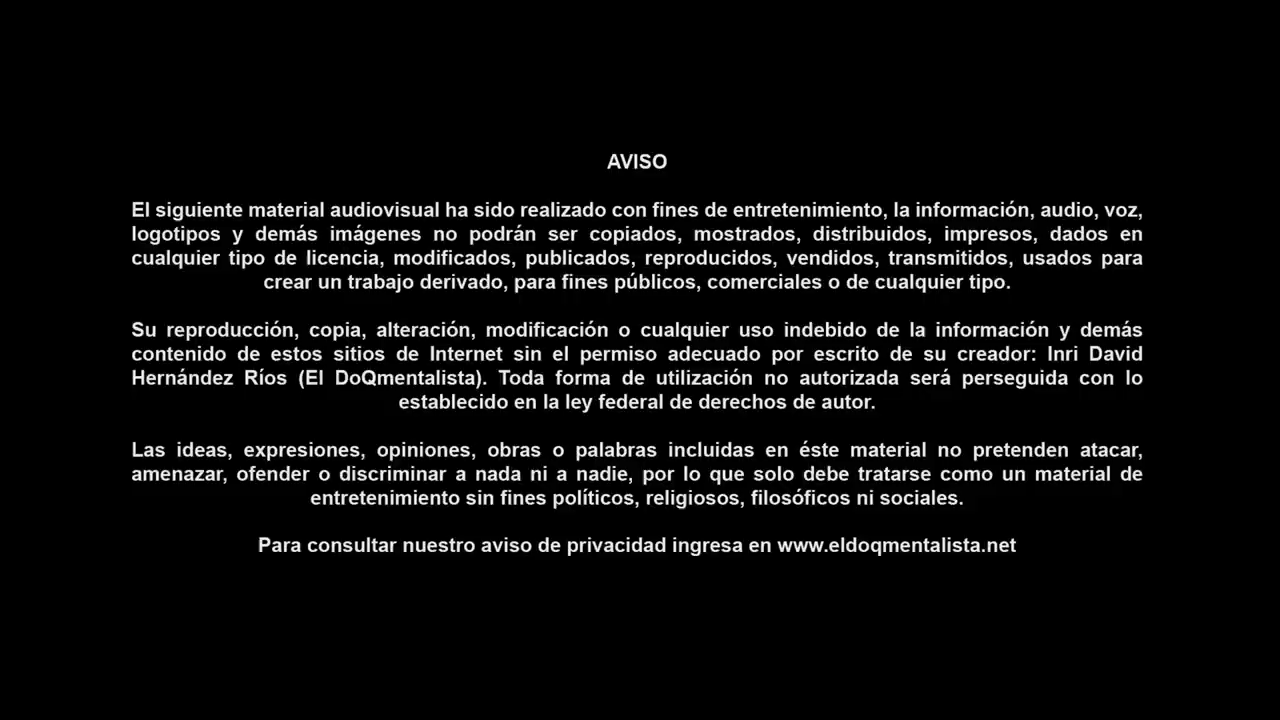 AVISO
El siguiente material audiovisual ha sido realizado con fines de entretenimiento, la información, audio, voz,
logotipos y demás imágenes no podrán ser copiados, mostrados, distribuidos, impresos, dados en
cualquier tipo de licencia, modificados, publicados, reproducidos, vendidos, transmitidos, usados para
crear un trabajo derivado, para fines públicos, comerciales o de cualquier tipo.
Su reproducción, copia, alteración, modificación o cualquier uso indebido de la información y demás
contenido de estos sitios de Internet sin el permiso adecuado por escrito de su creador: Inri David
Hernández Ríos (El DoQmentalista). Toda forma de utilización no autorizada será perseguida con lo
establecido en la ley federal de derechos de autor.
Las ideas, expresiones, opiniones, obras o palabras incluidas en éste material no pretenden atacar,
amenazar, ofender o discriminar a nada ni a nadie, por lo que solo debe tratarse como un material de
entretenimiento sin fines políticos, religiosos, filosóficos ni sociales.
Para consultar nuestro aviso de privacidad ingresa en www.eldoqmentalista.net